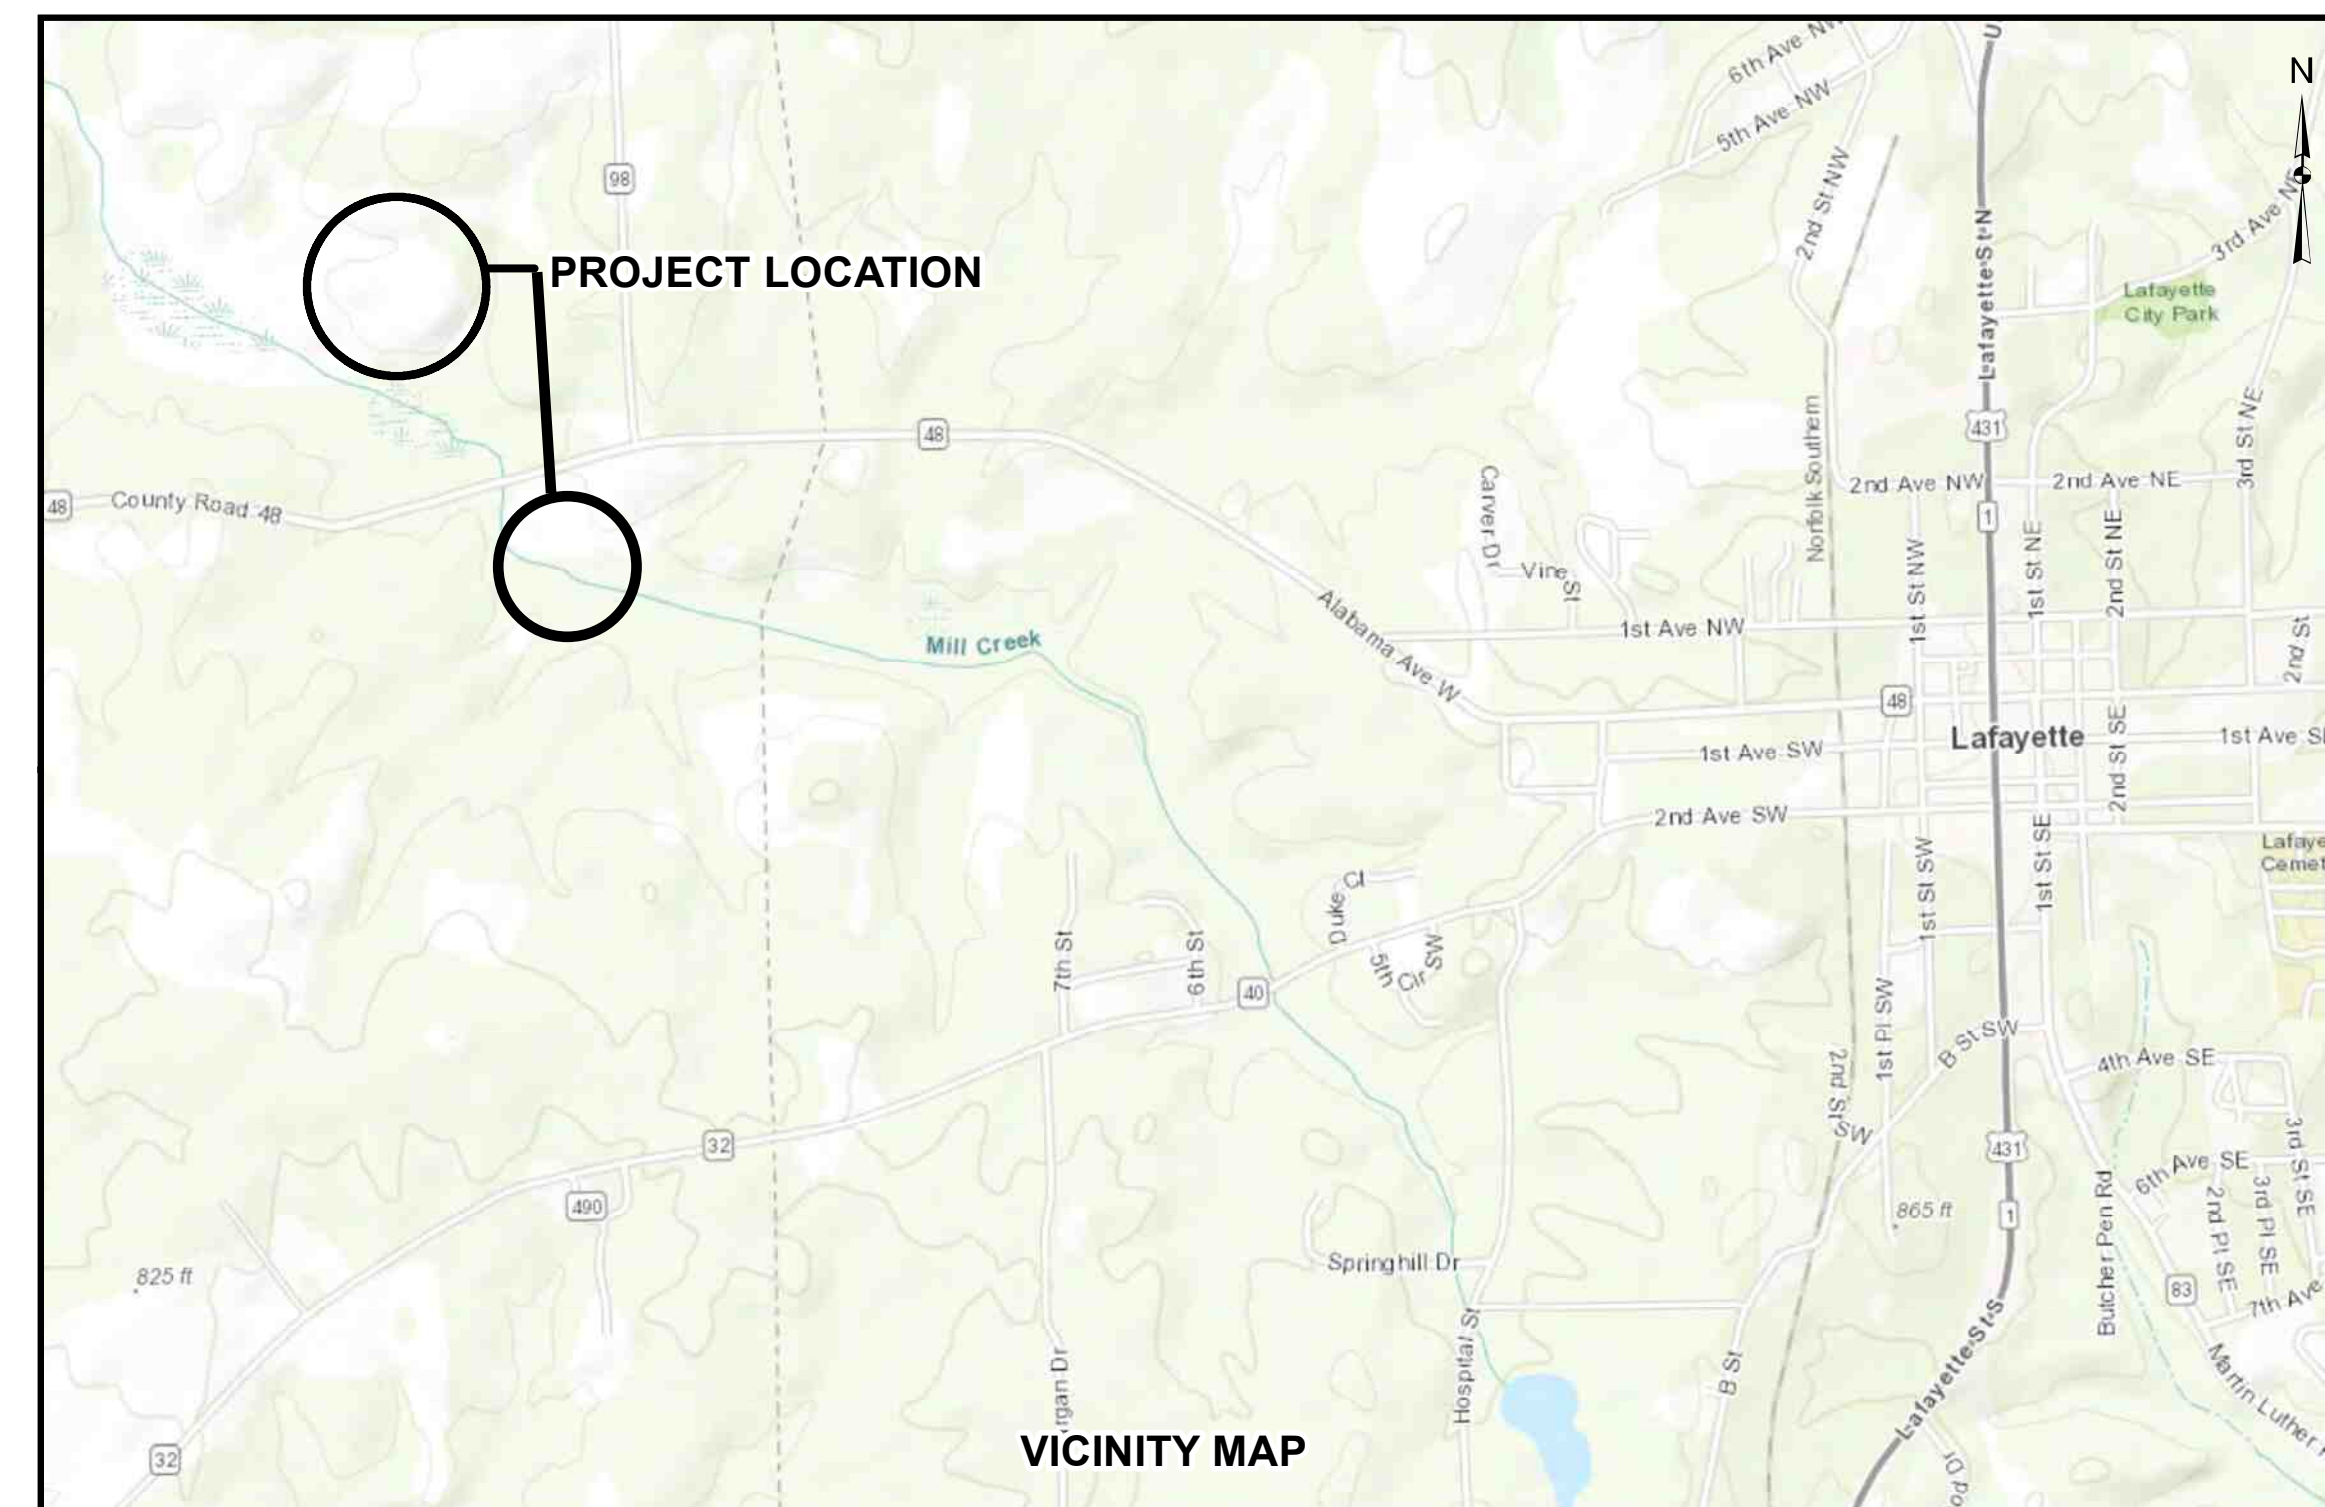 6th Ave NW
5th Ave NW
U
N
98
2nd St NW
Lafayette St N
3rd Ave NE
PROJECT LOCATION
Lafayette
City Park
Norfolk Southern
431
48
3rd St NE
Carver Dr
2nd Ave NW
2nd Ave NE
48
County Road 48
1
Vine St
1st St NW
1st St NE
2nd St NE
Alabama Ave W
1st Ave NW
Mill Creek
2nd St
48
Lafayette
1st Ave SW
2nd St SE
1st Ave S
2nd Ave SW
Lafaye
Cemet
Duke Cl
1st St SW
1st St SE
7th St
6th St
5th Cir SW
40
1st Pl SW
B St SW
2nd St SW
4th Ave SE
32
431
3rd St SE
6th Ave SE
490
865 ft
1
Butcher Pen Rd
2nd Pl SE
3rd Pl SE
Springhill Dr
825 ft
83
7th Ave
Hospital St
Lafayette St S
B St
rgan Dr
Martin Luther
32
VICINITY MAP
Dr